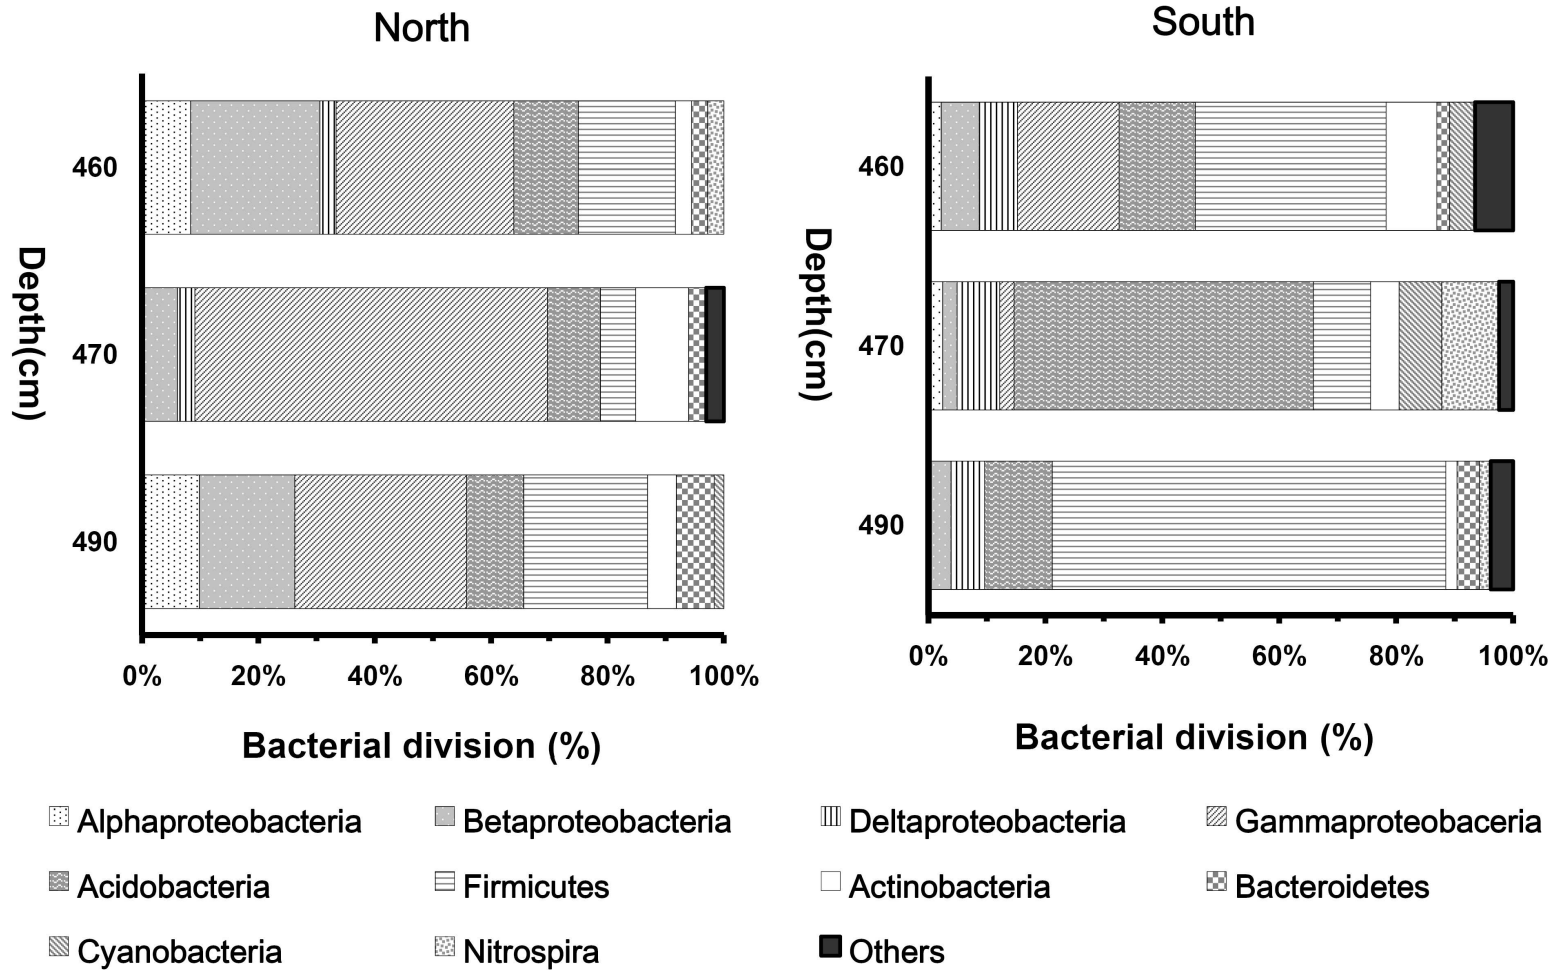 North
South
460
470
490
Depth(cm)
0% 20% 40% 60% 80% 100%
Bacterial division (%)
460
470
490
Depth(cm)
0% 20% 40% 60% 80% 100%
Bacterial division (%)
Alphaproteobacteria Betaproteobacteria Deltaproteobacteria Gammaproteobaceria
Acidobacteria Firmicutes Actinobacteria Bacteroidetes
Cyanobacteria Nitrospira Others